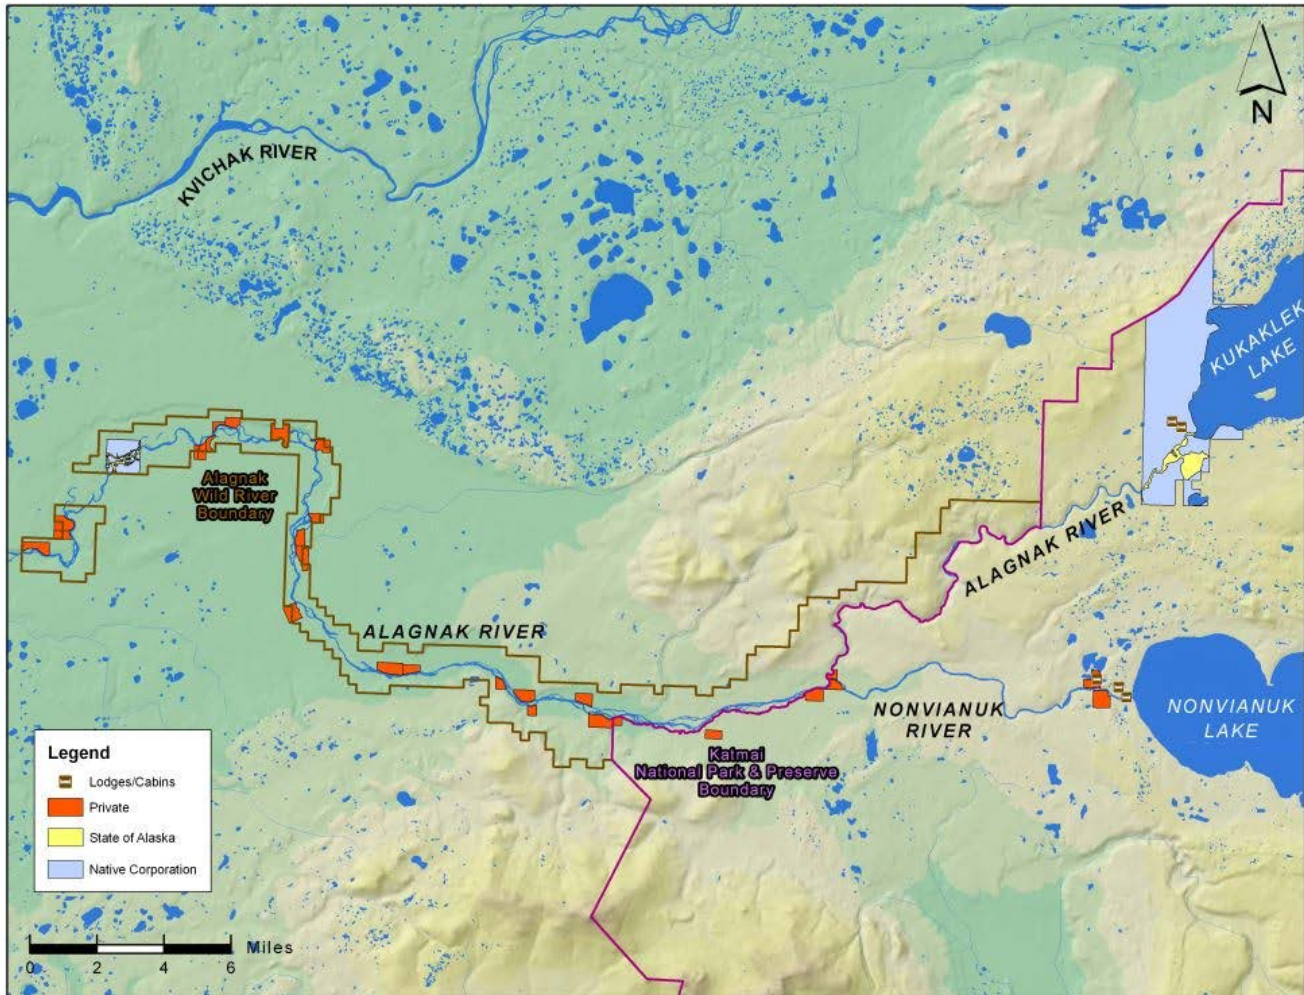 N
KVICHAK RIVER
KUKAKLEK
LAKE
Alagnak
Wild River
Boundary
ALAGNAK RIVER
ALAGNAK RIVER
NONVIANUK
RIVER
NONVIANUK
LAKE
Katmai
National Park & Preserve
Boundary
Legend
Lodges/Cabins
Private
State of Alaska
Native Corporation
Miles
0 2 4 6